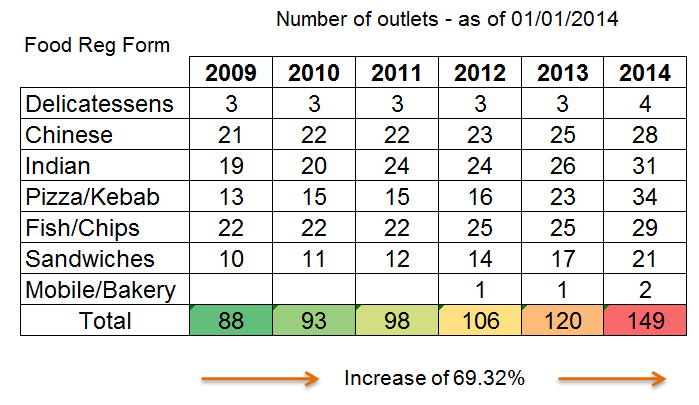 Number of outlets - as of 01/01/2014
Food Reg Form
2009 2010 2011 2012 2013 2014
Delicatessens 3 3 3 3 3 4
Chinese 21 22 22 23 25 28
Indian 19 20 24 24 26 31
Pizza/Kebab 13 15 15 16 23 34
Fish/Chips 22 22 22 25 25 29
Sandwiches 10 11 12 14 17 21
Mobile/Bakery 1 1 2
Total 88 93 98 106 120 149
Increase of 69.32%